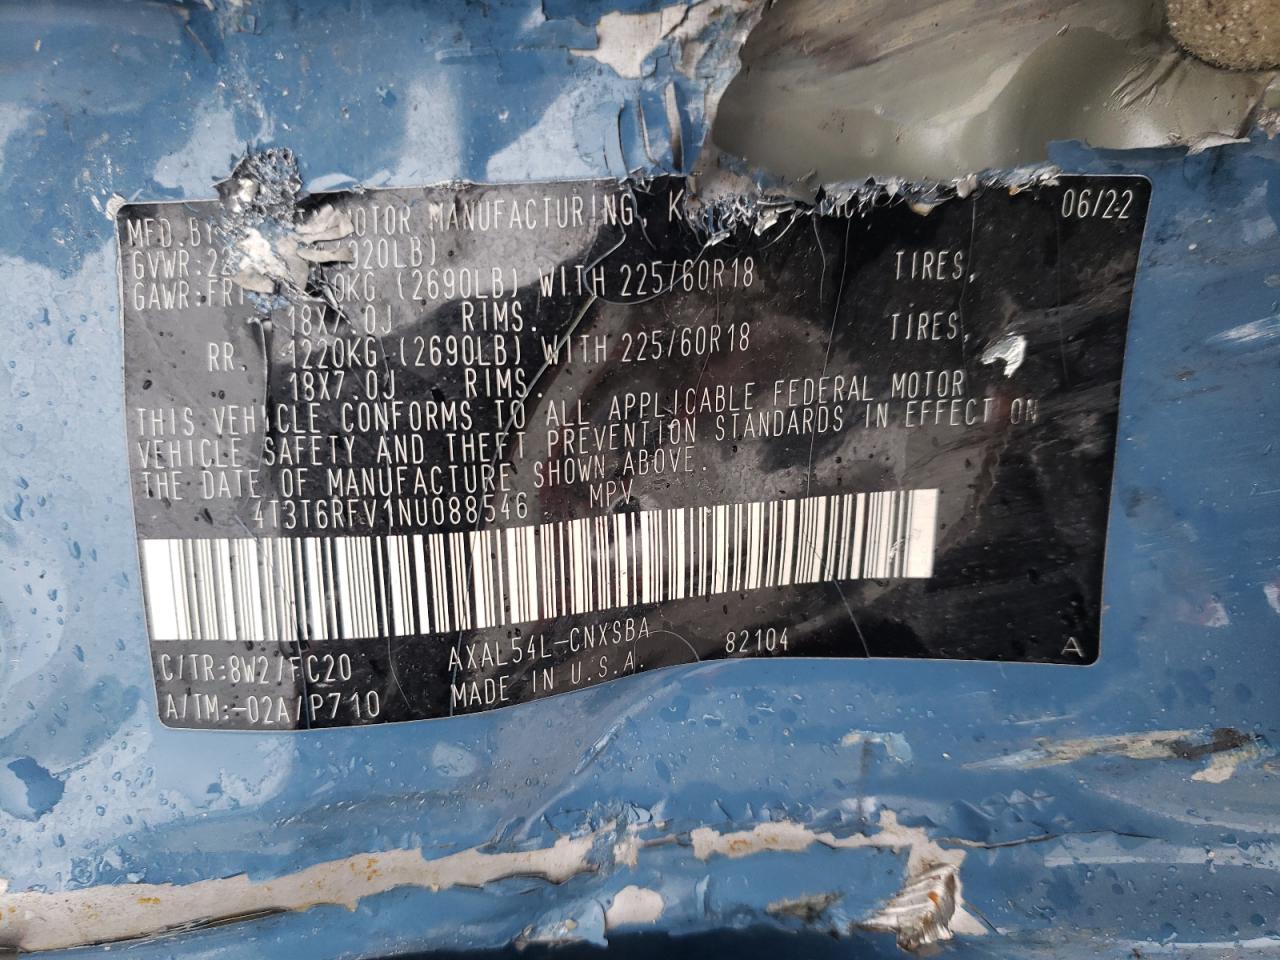 MFD.BY MOTOR MANUFACTURING, 06/22
GVWR:
GAWR:FRT (2690LB) WITH 225/60R18 TIRES,
18X7.0J RIMS.
RR. 1220KG (2690LB) WITH 225/60R18 TIRES,
18X7.0J RIMS.
THIS VEHICLE CONFORMS TO ALL APPLICABLE FEDERAL MOTOR
VEHICLE SAFETY AND THEFT PREVENTION STANDARDS IN EFFECT ON
THE DATE OF MANUFACTURE SHOWN ABOVE.
4T3T6RFV1NU088546 MPV
C/TR:8W2/FC20 AXAL54L-CNXSBA 82104
A/TM:-02A/P710 MADE IN U.S.A. A